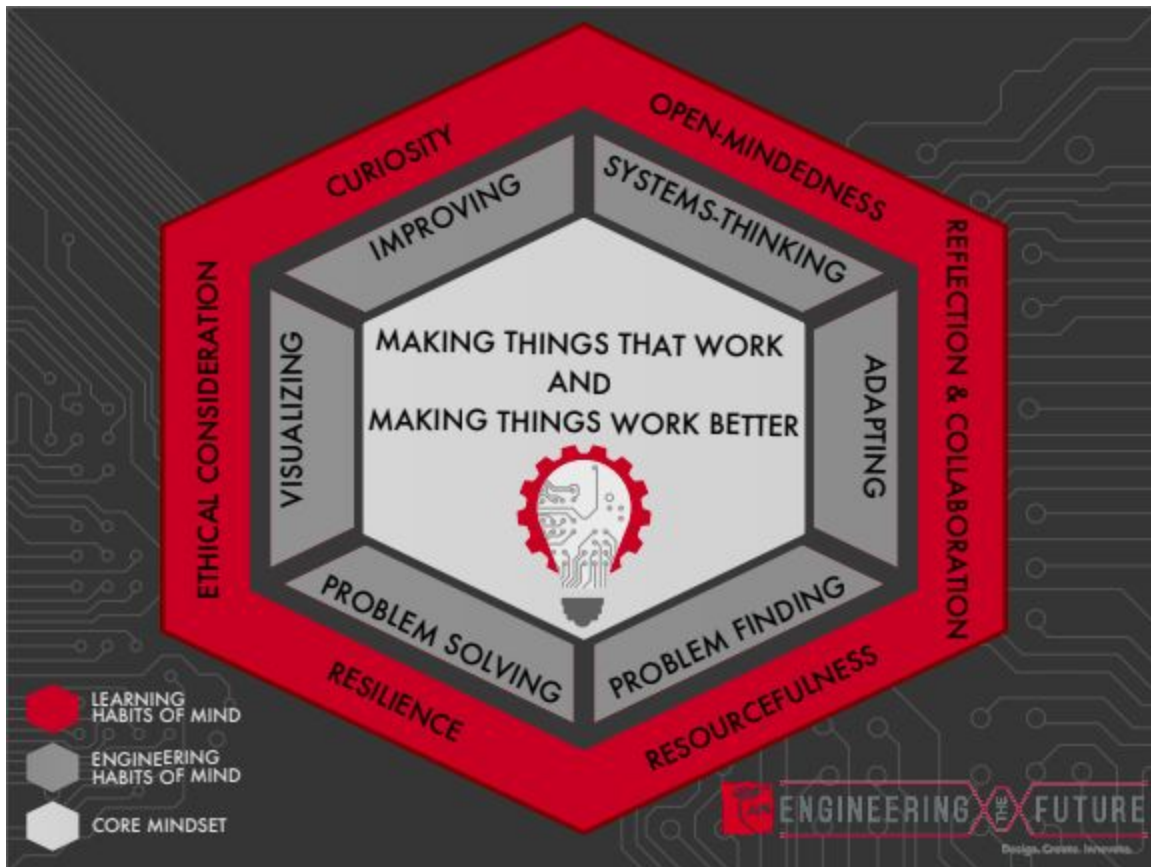 CURIOSITY
OPEN-MINDEDNESS
IMPROVING
SYSTEMS-THINKING
ETHICAL CONSIDERATION
VISUALIZING
MAKING THINGS THAT WORK
AND
MAKING THINGS WORK BETTER
ADAPTING
REFLECTION & COLLABORATION
PROBLEM SOLVING
PROBLEM FINDING
RESILIENCE
RESOURCEFULNESS
LEARNING
HABITS OF MIND
ENGINEERING
HABITS OF MIND
CORE MINDSET
ENGINEERING THE FUTURE
Design. Create. Innovate.